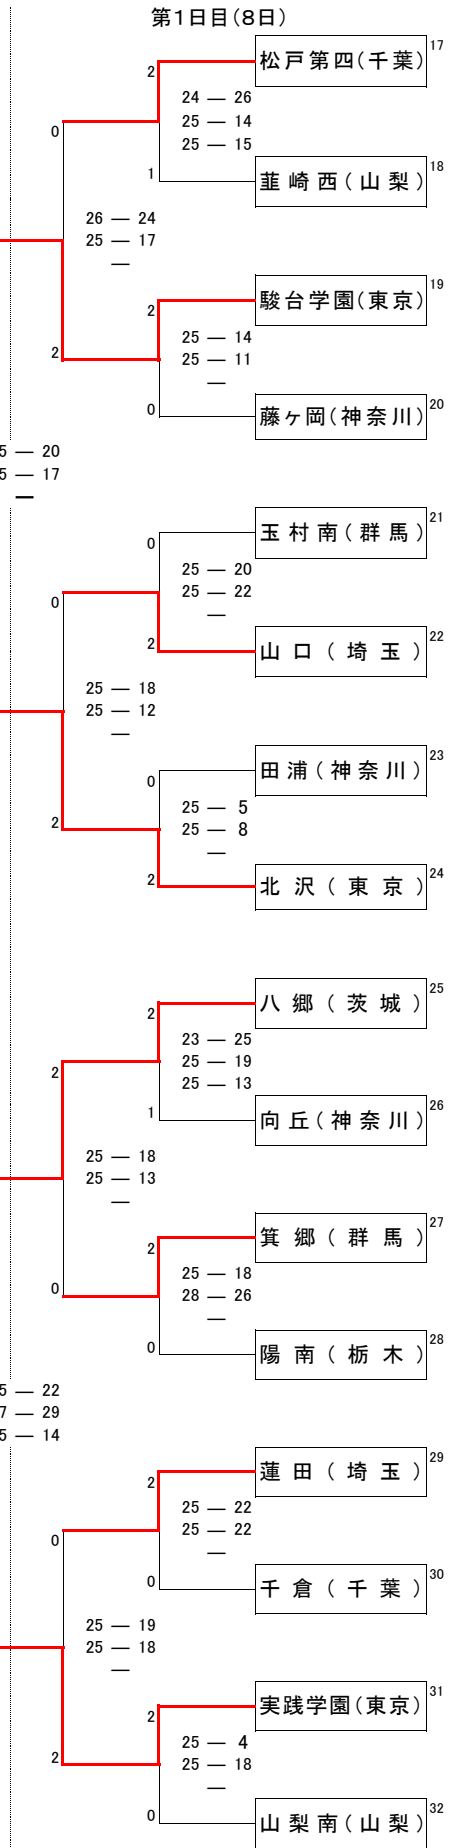 第1日目(8日)
松戸第四(千葉) 17
2
24 ― 26
25 ― 14
25 ― 15
0
1
韮崎西(山梨) 18
26 ― 24
25 ― 17
―
駿台学園(東京) 19
2
25 ― 14
25 ― 11
―
2
0
藤ヶ岡(神奈川) 20
5 ― 20
5 ― 17
―
玉村南(群馬) 21
0
25 ― 20
25 ― 22
―
0
2
山口(埼玉) 22
25 ― 18
25 ― 12
―
田浦(神奈川) 23
0
25 ― 5
25 ― 8
―
2
2
北沢(東京) 24
八郷(茨城) 25
2
23 ― 25
25 ― 19
25 ― 13
2
1
向丘(神奈川) 26
25 ― 18
25 ― 13
―
箕郷(群馬) 27
2
25 ― 18
28 ― 26
―
0
0
陽南(栃木) 28
5 ― 22
7 ― 29
5 ― 14
蓮田(埼玉) 29
2
25 ― 22
25 ― 22
―
0
0
千倉(千葉) 30
25 ― 19
25 ― 18
―
実践学園(東京) 31
2
25 ― 4
25 ― 18
―
2
0
山梨南(山梨) 32